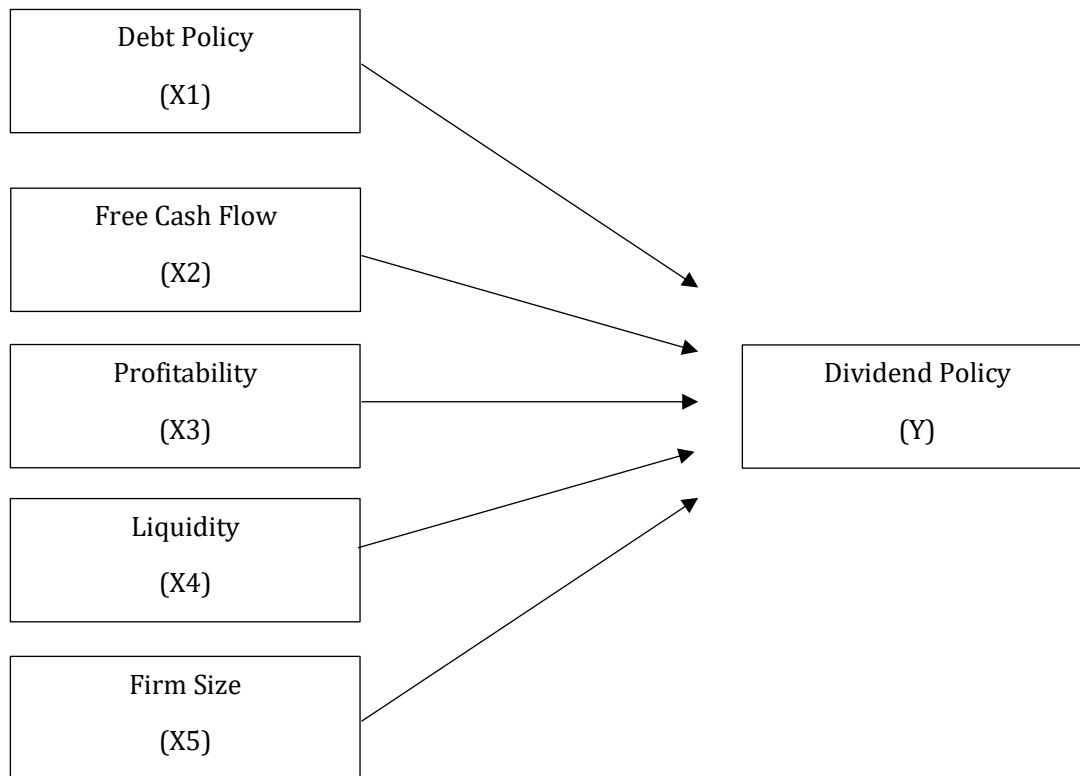 Debt Policy
(X1)
Free Cash Flow
(X2)
Profitability
(X3)
Liquidity
(X4)
Firm Size
(X5)
Dividend Policy
(Y)